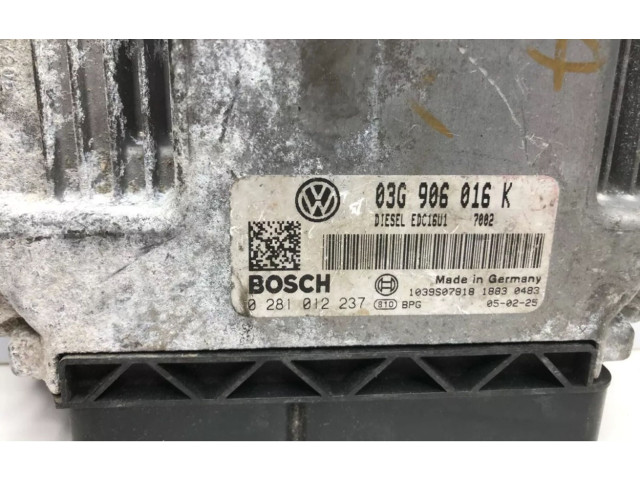 03G 906 016 K
DIESEL EDC16U1 7002
BOSCH
Made in Germany
1039S07818 1883 0483
0 281 012 237 810 BPG 05-02-25